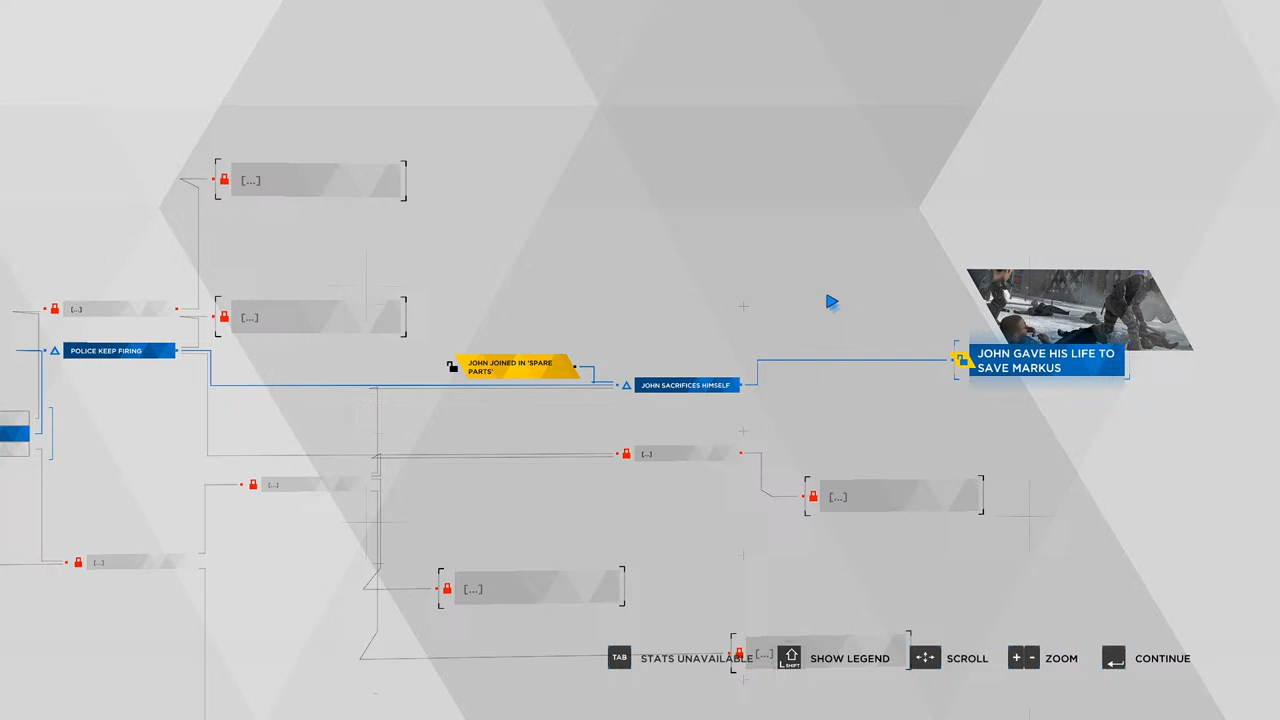 [...]
[...]
[...]
POLICE KEEP FIRING
JOHN JOINED IN 'SPARE
PARTS'
JOHN SACRIFICES HIMSELF
JOHN GAVE HIS LIFE TO
SAVE MARKUS
[...]
[...]
[...]
[...]
[...]
[...]
TAB STATS UNAVAILABLE
L SHIFT SHOW LEGEND
SCROLL
+ - ZOOM
CONTINUE